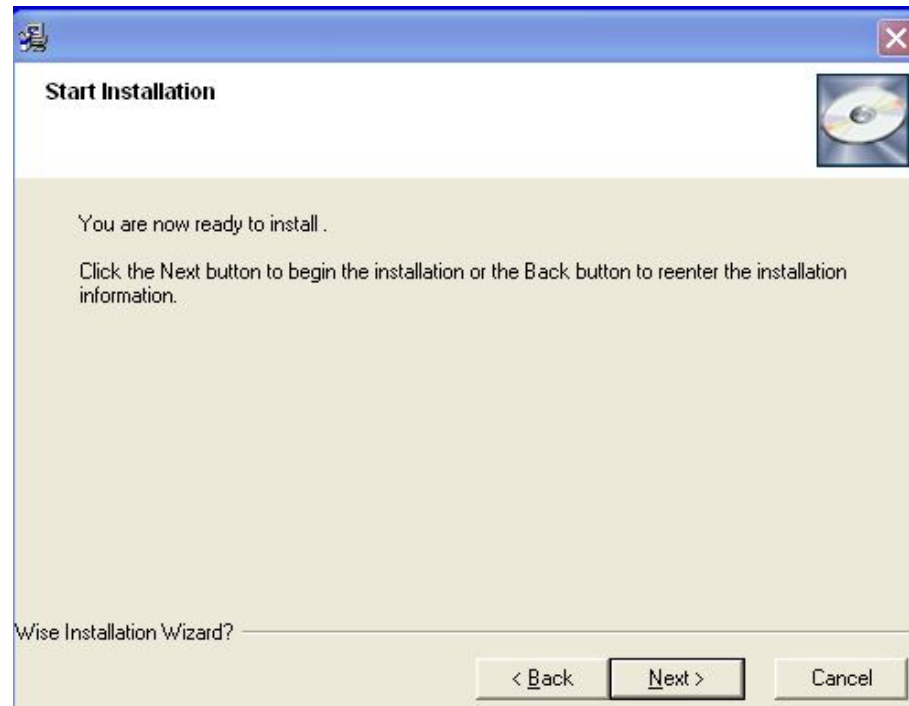 Start Installation
You are now ready to install .
Click the Next button to begin the installation or the Back button to reenter the installation
information.
Wise Installation Wizard?
< Back
Next >
Cancel